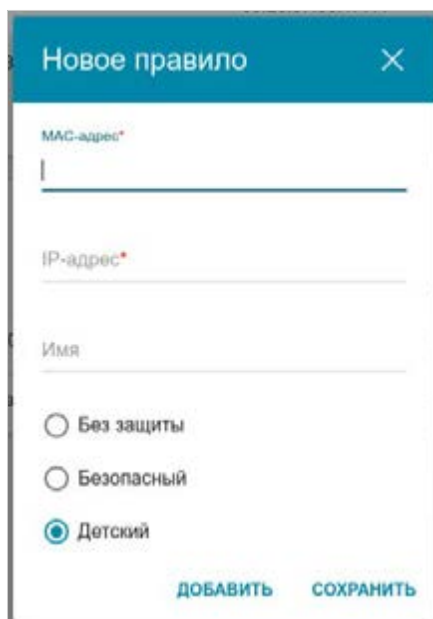 Новое правило
MAC-адрес*
IP-адрес*
Имя
Без защиты
Безопасный
Детский
ДОБАВИТЬ СОХРАНИТЬ